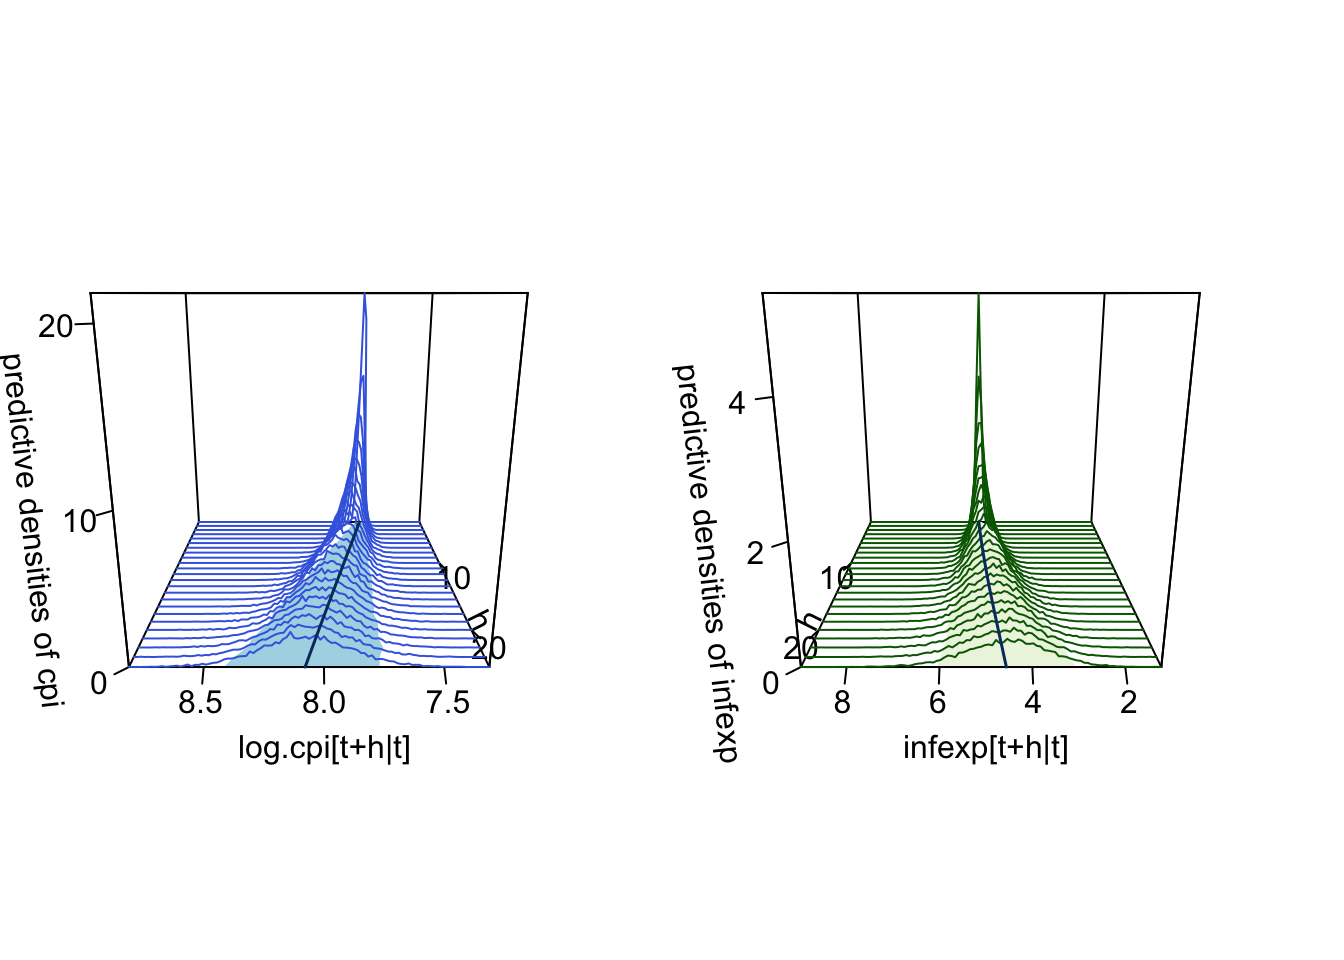 predictive densities of cpi
20
10
0
8.5
8.0
7.5
log.cpi[t+h|t]
10
h
20
predictive densities of infexp
4
2
0
8
6
4
2
infexp[t+h|t]
10
h
20